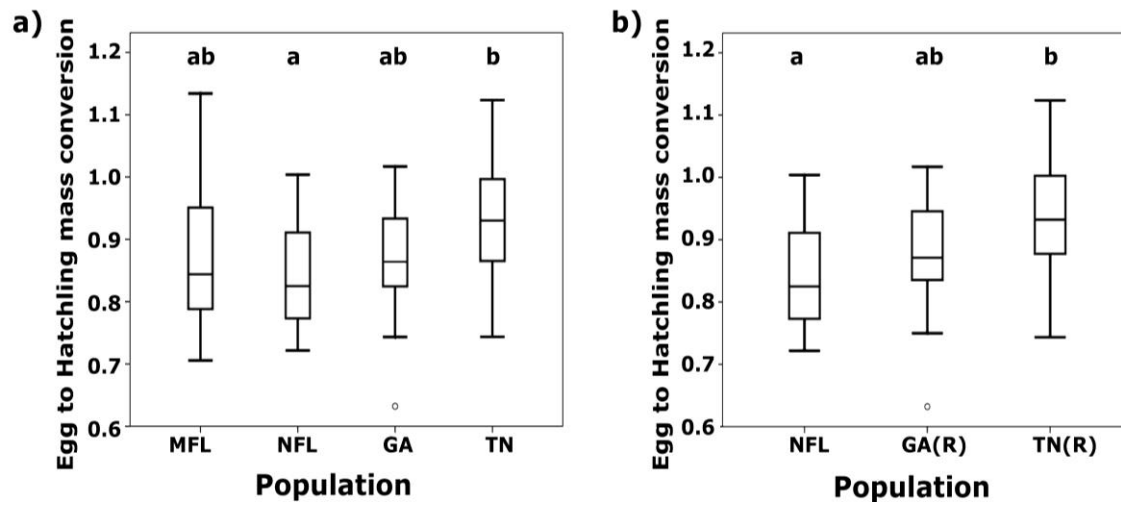 a)
Egg to Hatchling mass conversion
1.2
1.1
1.0
0.9
0.8
0.7
0.6
ab a ab b
MFL NFL GA TN
Population
b)
Egg to Hatchling mass conversion
1.2
1.1
1.0
0.9
0.8
0.7
0.6
a ab b
NFL GA(R) TN(R)
Population